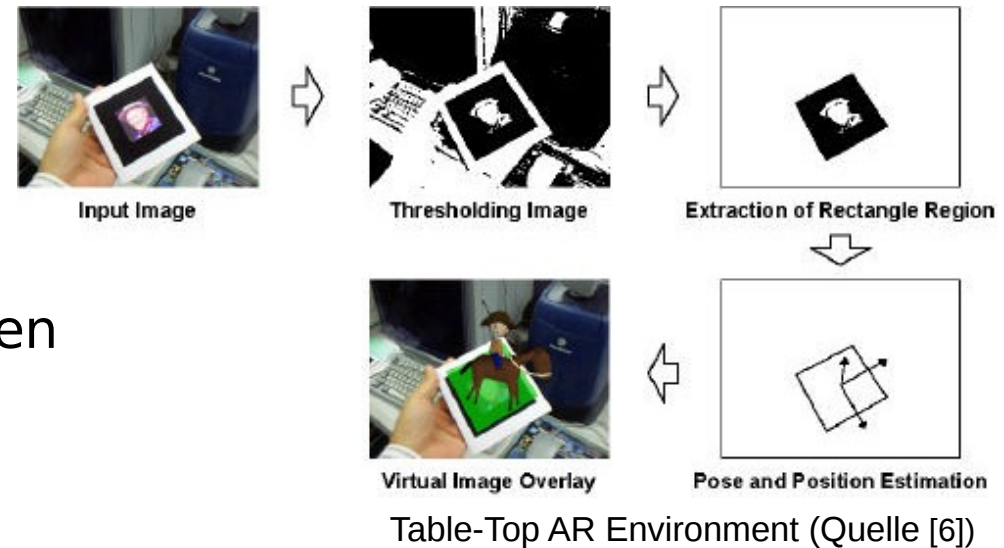 Input Image
Thresholding Image
Extraction of Rectangle Region
en
Virtual Image Overlay
Pose and Position Estimation
Table-Top AR Environment (Quelle [6])